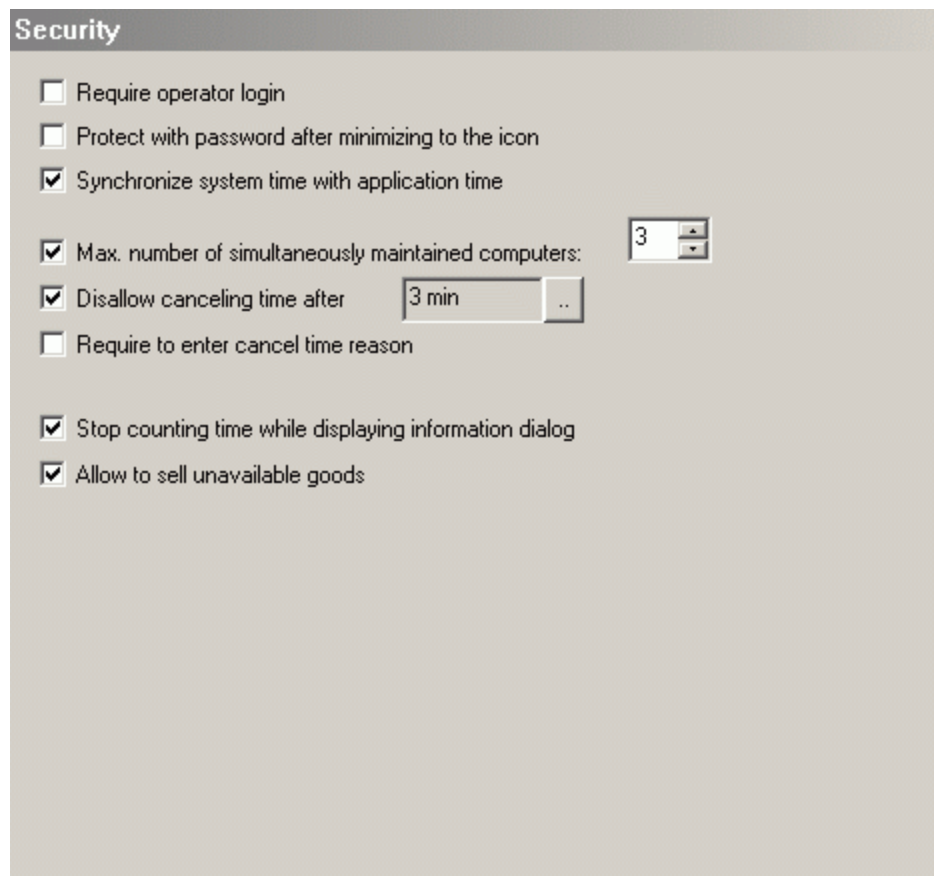 Security
Require operator login
Protect with password after minimizing to the icon
Synchronize system time with application time
Max. number of simultaneously maintained computers: 3
Disallow canceling time after 3 min ..
Require to enter cancel time reason
Stop counting time while displaying information dialog
Allow to sell unavailable goods